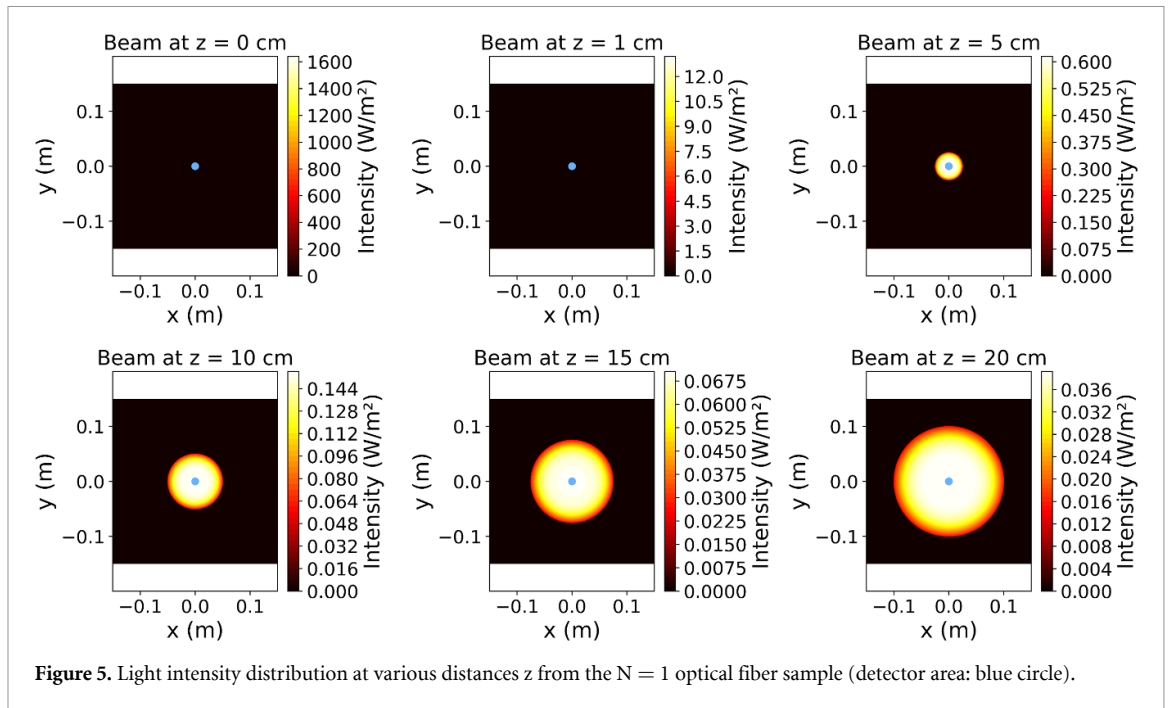 Beam at z = 0 cm
1600
1400
1200
1000
800
600
400
200
0
Intensity (W/m²)
0.1
0.0
−0.1
y (m)
−0.1 0.0 0.1
x (m)
Beam at z = 1 cm
12.0
10.5
9.0
7.5
6.0
4.5
3.0
1.5
0.0
Intensity (W/m²)
0.1
0.0
−0.1
y (m)
−0.1 0.0 0.1
x (m)
Beam at z = 5 cm
0.600
0.525
0.450
0.375
0.300
0.225
0.150
0.075
0.000
Intensity (W/m²)
0.1
0.0
−0.1
y (m)
−0.1 0.0 0.1
x (m)
Beam at z = 10 cm
0.144
0.128
0.112
0.096
0.080
0.064
0.048
0.032
0.016
0.000
Intensity (W/m²)
0.1
0.0
−0.1
y (m)
−0.1 0.0 0.1
x (m)
Beam at z = 15 cm
0.0675
0.0600
0.0525
0.0450
0.0375
0.0300
0.0225
0.0150
0.0075
0.0000
Intensity (W/m²)
0.1
0.0
−0.1
y (m)
−0.1 0.0 0.1
x (m)
Beam at z = 20 cm
0.036
0.032
0.028
0.024
0.020
0.016
0.012
0.008
0.004
0.000
Intensity (W/m²)
0.1
0.0
−0.1
y (m)
−0.1 0.0 0.1
x (m)
Figure 5. Light intensity distribution at various distances z from the N = 1 optical fiber sample (detector area: blue circle).